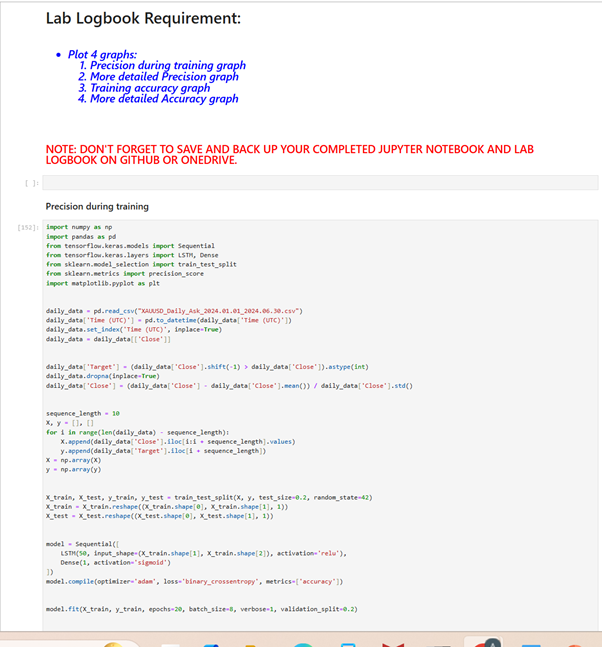 Lab Logbook Requirement:
• Plot 4 graphs:
1. Precision during training graph
2. More detailed Precision graph
3. Training accuracy graph
4. More detailed Accuracy graph
NOTE: DON'T FORGET TO SAVE AND BACK UP YOUR COMPLETED JUPYTER NOTEBOOK AND LAB
LOGBOOK ON GITHUB OR ONEDRIVE.
[ ]:
Precision during training
[152]:
import numpy as np
import pandas as pd
from tensorflow.keras.models import Sequential
from tensorflow.keras.layers import LSTM, Dense
from sklearn.model_selection import train_test_split
from sklearn.metrics import precision_score
import matplotlib.pyplot as plt
daily_data = pd.read_csv("XAUUSD_Daily_Ask_2024.01.01_2024.06.30.csv")
daily_data['Time (UTC)'] = pd.to_datetime(daily_data['Time (UTC)'])
daily_data.set_index('Time (UTC)', inplace=True)
daily_data = daily_data[['Close']]
daily_data['Target'] = (daily_data['Close'].shift(-1) > daily_data['Close']).astype(int)
daily_data.dropna(inplace=True)
daily_data['Close'] = (daily_data['Close'] - daily_data['Close'].mean()) / daily_data['Close'].std()
sequence_length = 10
X, y = [], []
for i in range(len(daily_data) - sequence_length):
X.append(daily_data['Close'].iloc[i:i + sequence_length].values)
y.append(daily_data['Target'].iloc[i + sequence_length])
X = np.array(X)
y = np.array(y)
X_train, X_test, y_train, y_test = train_test_split(X, y, test_size=0.2, random_state=42)
X_train = X_train.reshape((X_train.shape[0], X_train.shape[1], 1))
X_test = X_test.reshape((X_test.shape[0], X_test.shape[1], 1))
model = Sequential([
LSTM(50, input_shape=(X_train.shape[1], X_train.shape[2]), activation='relu'),
Dense(1, activation='sigmoid')
])
model.compile(optimizer='adam', loss='binary_crossentropy', metrics=['accuracy'])
model.fit(X_train, y_train, epochs=20, batch_size=8, verbose=1, validation_split=0.2)